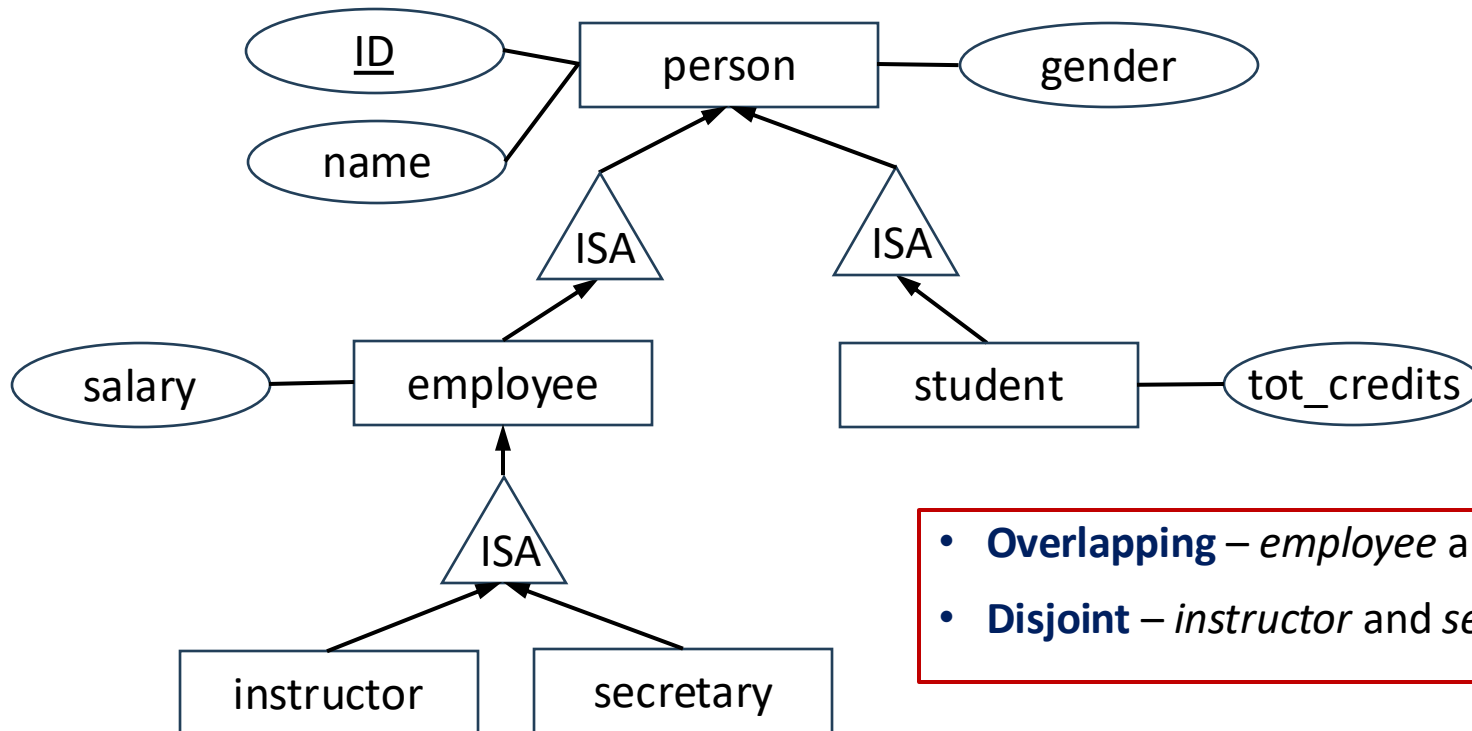 ID
person
gender
name
ISA
ISA
salary
employee
student
tot_credits
ISA
• Overlapping – employee a
• Disjoint – instructor and se
instructor
secretary